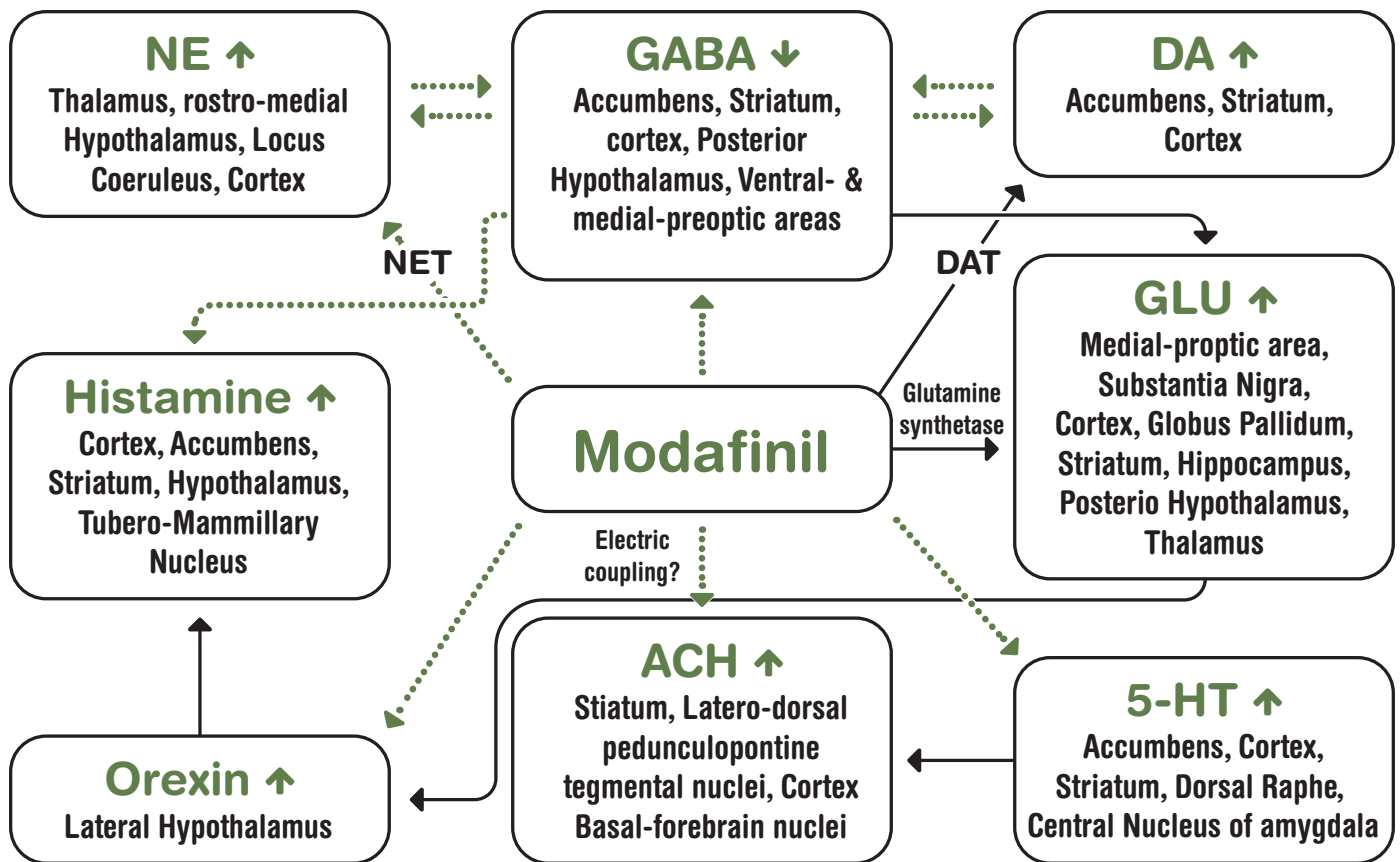 NE ↑
Thalamus, rostro-medial
Hypothalamus, Locus
Coeruleus, Cortex
GABA ↓
Accumbens, Striatum,
cortex, Posterior
Hypothalamus, Ventral- &
medial-preoptic areas
DA ↑
Accumbens, Striatum,
Cortex
NET
DAT
GLU ↑
Medial-proptic area,
Substantia Nigra,
Cortex, Globus Pallidum,
Striatum, Hippocampus,
Posterio Hypothalamus,
Thalamus
Histamine ↑
Cortex, Accumbens,
Striatum, Hypothalamus,
Tubero-Mammillary
Nucleus
Modafinil
Glutamine
synthetase
Electric
coupling?
ACH ↑
Stiatum, Latero-dorsal
pedunculopontine
tegmental nuclei, Cortex
Basal-forebrain nuclei
5-HT ↑
Accumbens, Cortex,
Striatum, Dorsal Raphe,
Central Nucleus of amygdala
Orexin ↑
Lateral Hypothalamus